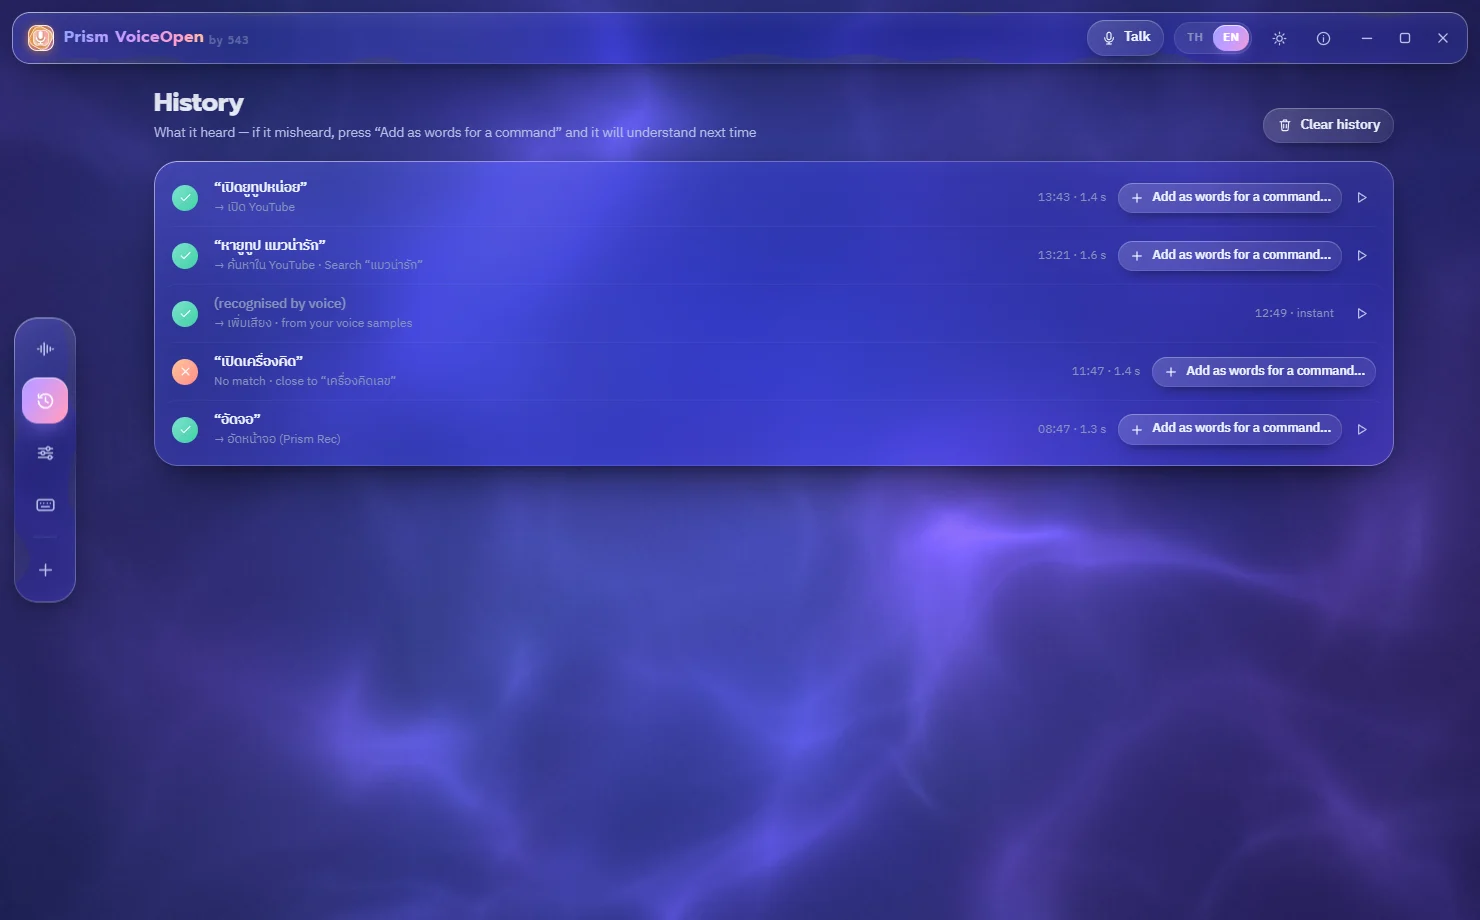 Prism VoiceOpen by 543
Talk
TH EN
History
What it heard — if it misheard, press “Add as words for a command” and it will understand next time
Clear history
“เปิดยูทูปหน่อย”
→ เปิด YouTube
13:43 · 1.4 s
Add as words for a command...
“หายูทูป แมวน่ารัก”
→ ค้นหาใน YouTube · Search “แมวน่ารัก”
13:21 · 1.6 s
Add as words for a command...
(recognised by voice)
→ เพิ่มเสียง · from your voice samples
12:49 · instant
“เปิดเครื่องคิด”
No match · close to “เครื่องคิดเลข”
11:47 · 1.4 s
Add as words for a command...
“อัดจอ”
→ อัดหน้าจอ (Prism Rec)
08:47 · 1.3 s
Add as words for a command...